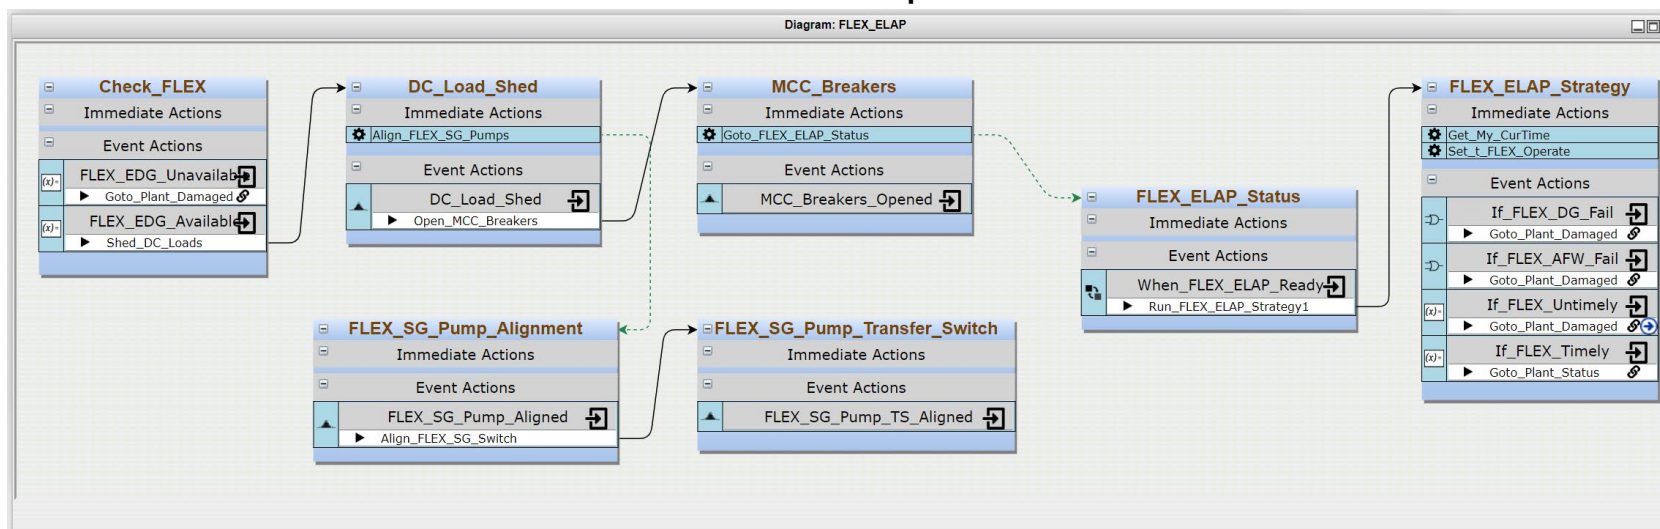 Diagram: FLEX_ELAP
Check_FLEX
Immediate Actions
Event Actions
(x)=
FLEX_EDG_Unavailable
Goto_Plant_Damaged
(x)=
FLEX_EDG_Available
Shed_DC_Loads
DC_Load_Shed
Immediate Actions
Align_FLEX_SG_Pumps
Event Actions
DC_Load_Shed
Open_MCC_Breakers
MCC_Breakers
Immediate Actions
Goto_FLEX_ELAP_Status
Event Actions
MCC_Breakers_Opened
FLEX_ELAP_Status
Immediate Actions
Event Actions
When_FLEX_ELAP_Ready
Run_FLEX_ELAP_Strategy1
FLEX_ELAP_Strategy
Immediate Actions
Get_My_CurTime
Set_t_FLEX_Operate
Event Actions
If_FLEX_DG_Fail
Goto_Plant_Damaged
If_FLEX_AFW_Fail
Goto_Plant_Damaged
(x)=
If_FLEX_Untimely
Goto_Plant_Damaged
(x)=
If_FLEX_Timely
Goto_Plant_Status
FLEX_SG_Pump_Alignment
Immediate Actions
Event Actions
FLEX_SG_Pump_Aligned
Align_FLEX_SG_Switch
FLEX_SG_Pump_Transfer_Switch
Immediate Actions
Event Actions
FLEX_SG_Pump_TS_Aligned